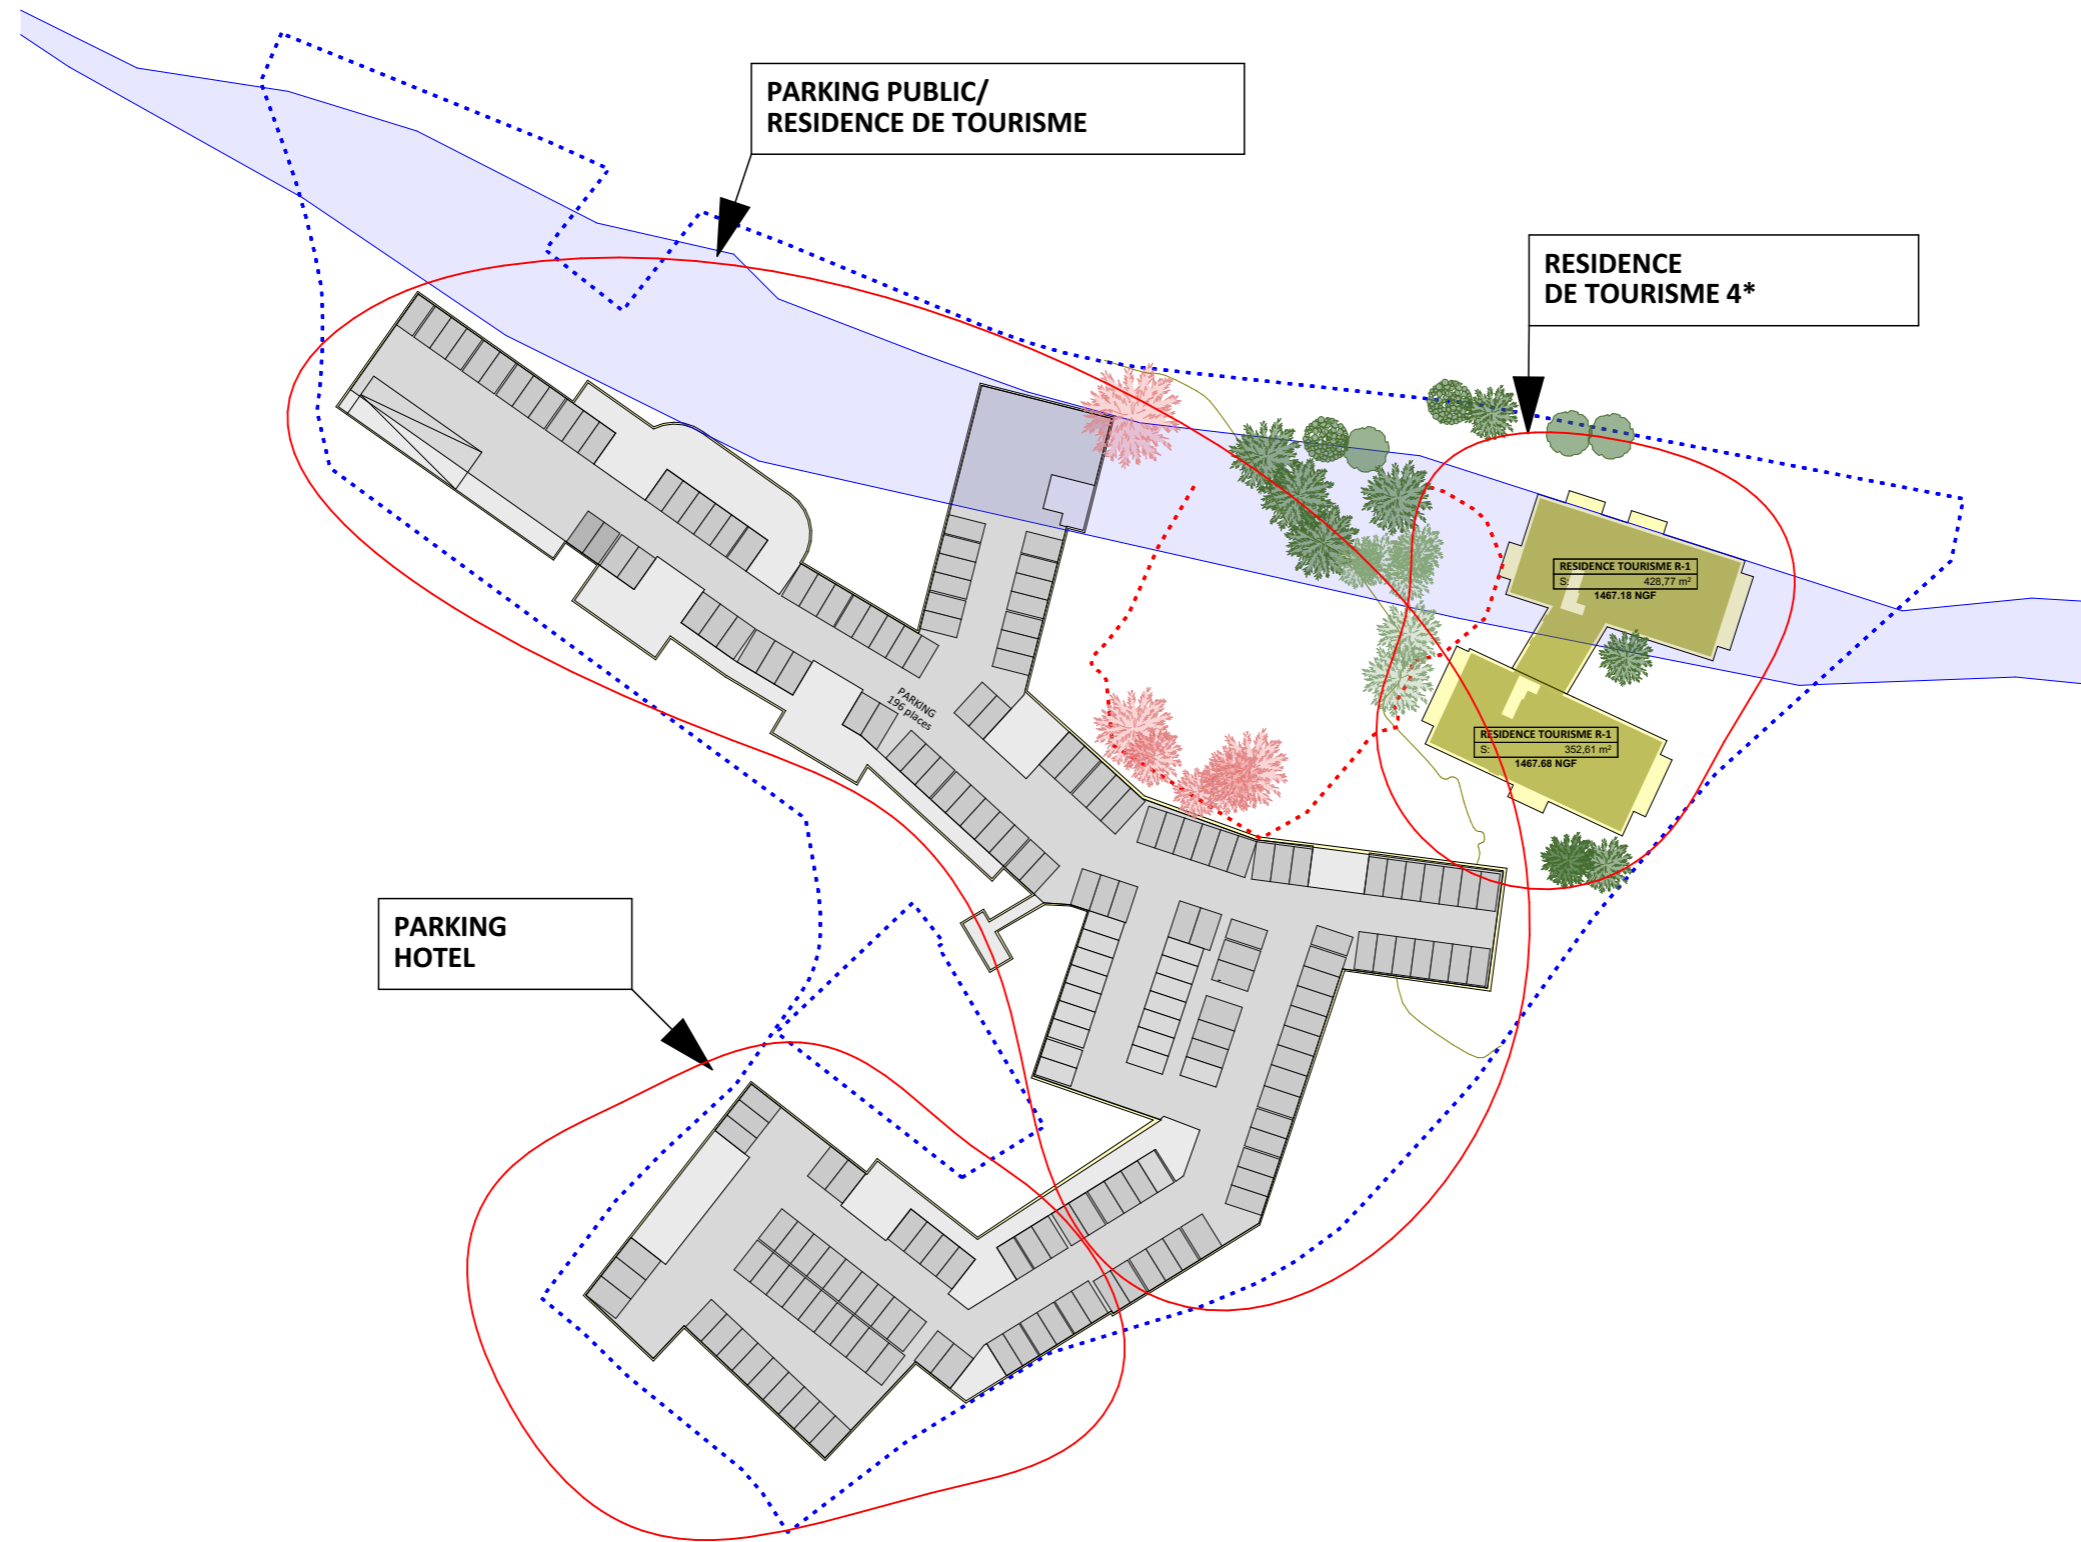 PARKING PUBLIC/
RESIDENCE DE TOURISME
RESIDENCE
DE TOURISME 4*
RESIDENCE TOURISME R-1
S: 428,77 m²
1467.18 NGF
RESIDENCE TOURISME R-1
S: 352,61 m²
1467.68 NGF
PARKING
196 places
PARKING
HOTEL